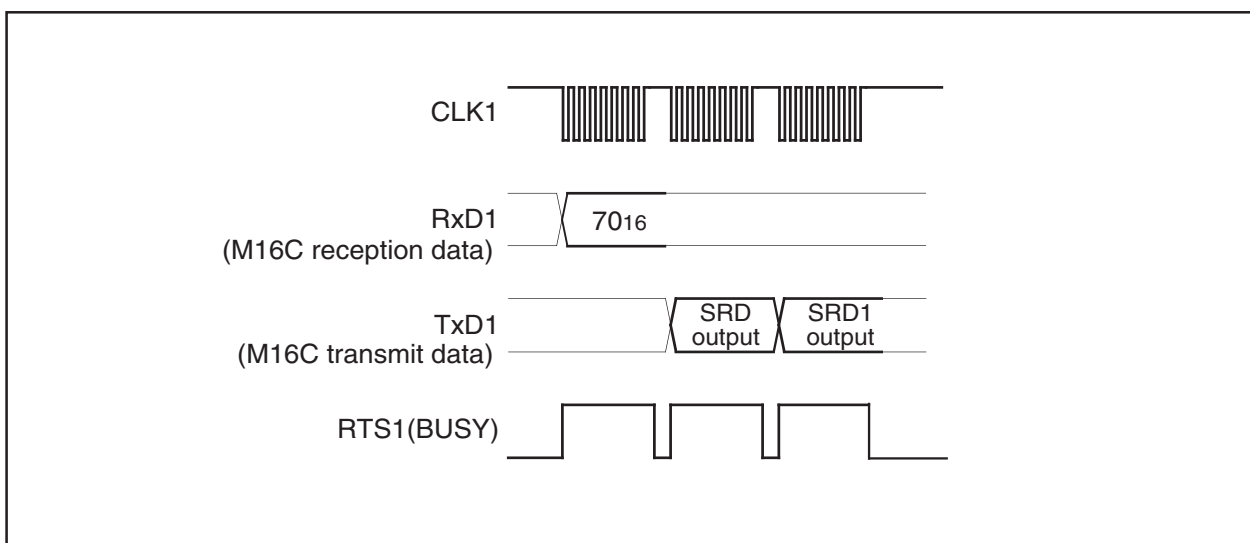 CLK1
RxD1
(M16C reception data)
7016
TxD1
(M16C transmit data)
SRD
output
SRD1
output
RTS1(BUSY)